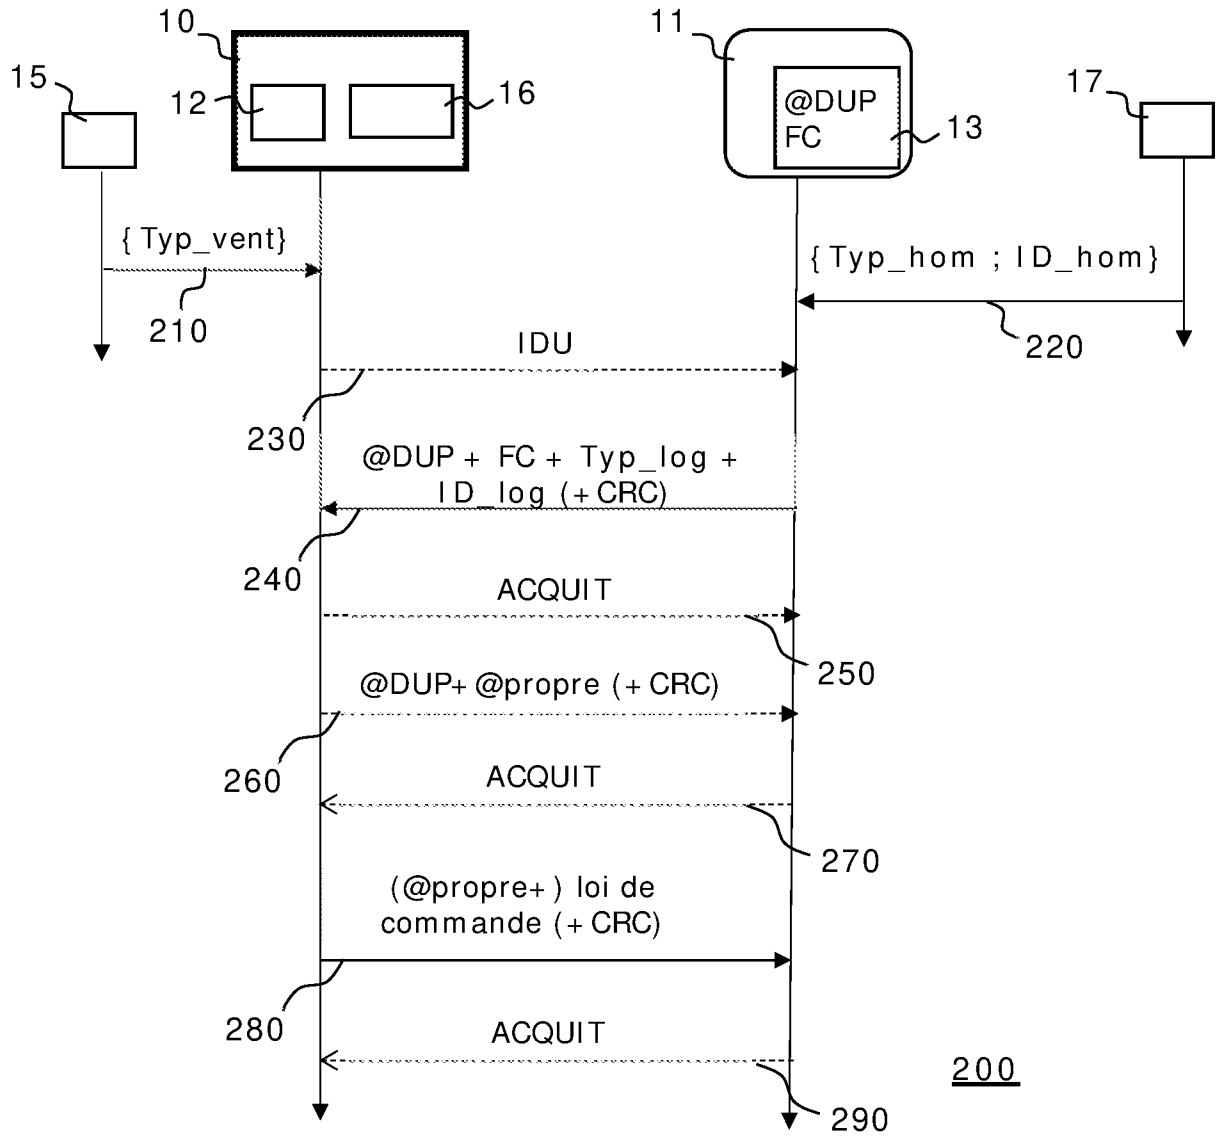 10
11
15
12
16
@DUP
FC
13
17
{ Typ_vent}
210
{ Typ_hom ; ID_hom}
220
IDU
230
@DUP + FC + Typ_log +
ID_log (+ CRC)
240
ACQUIT
250
@DUP+ @propre (+ CRC)
260
ACQUIT
270
(@propre+ ) loi de
commande (+ CRC)
280
ACQUIT
290
200